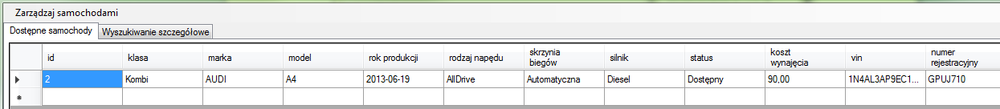 Zarządzaj samochodami
Dostępne samochody Wyszukiwanie szczegółowe
id klasa marka model rok produkcji rodzaj napędu skrzynia biegów silnik status koszt wynajęcia vin numer rejestracyjny
2 Kombi AUDI A4 2013-06-19 AllDrive Automatyczna Diesel Dostępny 90,00 1N4AL3AP9EC1... GPUJ710